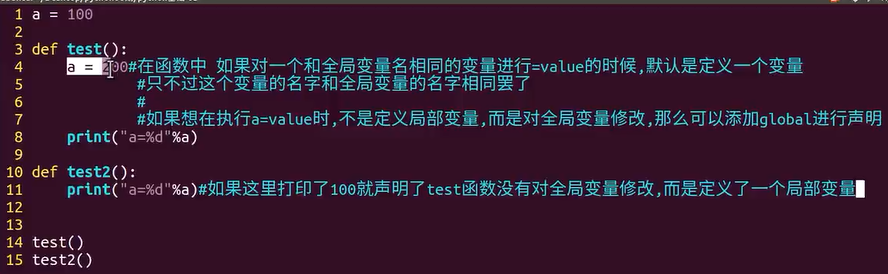 1 a = 100
2
3 def test():
4     a = 200#在函数中 如果对一个和全局变量名相同的变量进行=value的时候,默认是定义一个变量
5             #只不过这个变量的名字和全局变量的名字相同罢了
6             #
7             #如果想在执行a=value时,不是定义局部变量,而是对全局变量修改,那么可以添加global进行声明
8     print("a=%d"%a)
9
10 def test2():
11     print("a=%d"%a)#如果这里打印了100就声明了test函数没有对全局变量修改,而是定义了一个局部变量
12
13
14 test()
15 test2()